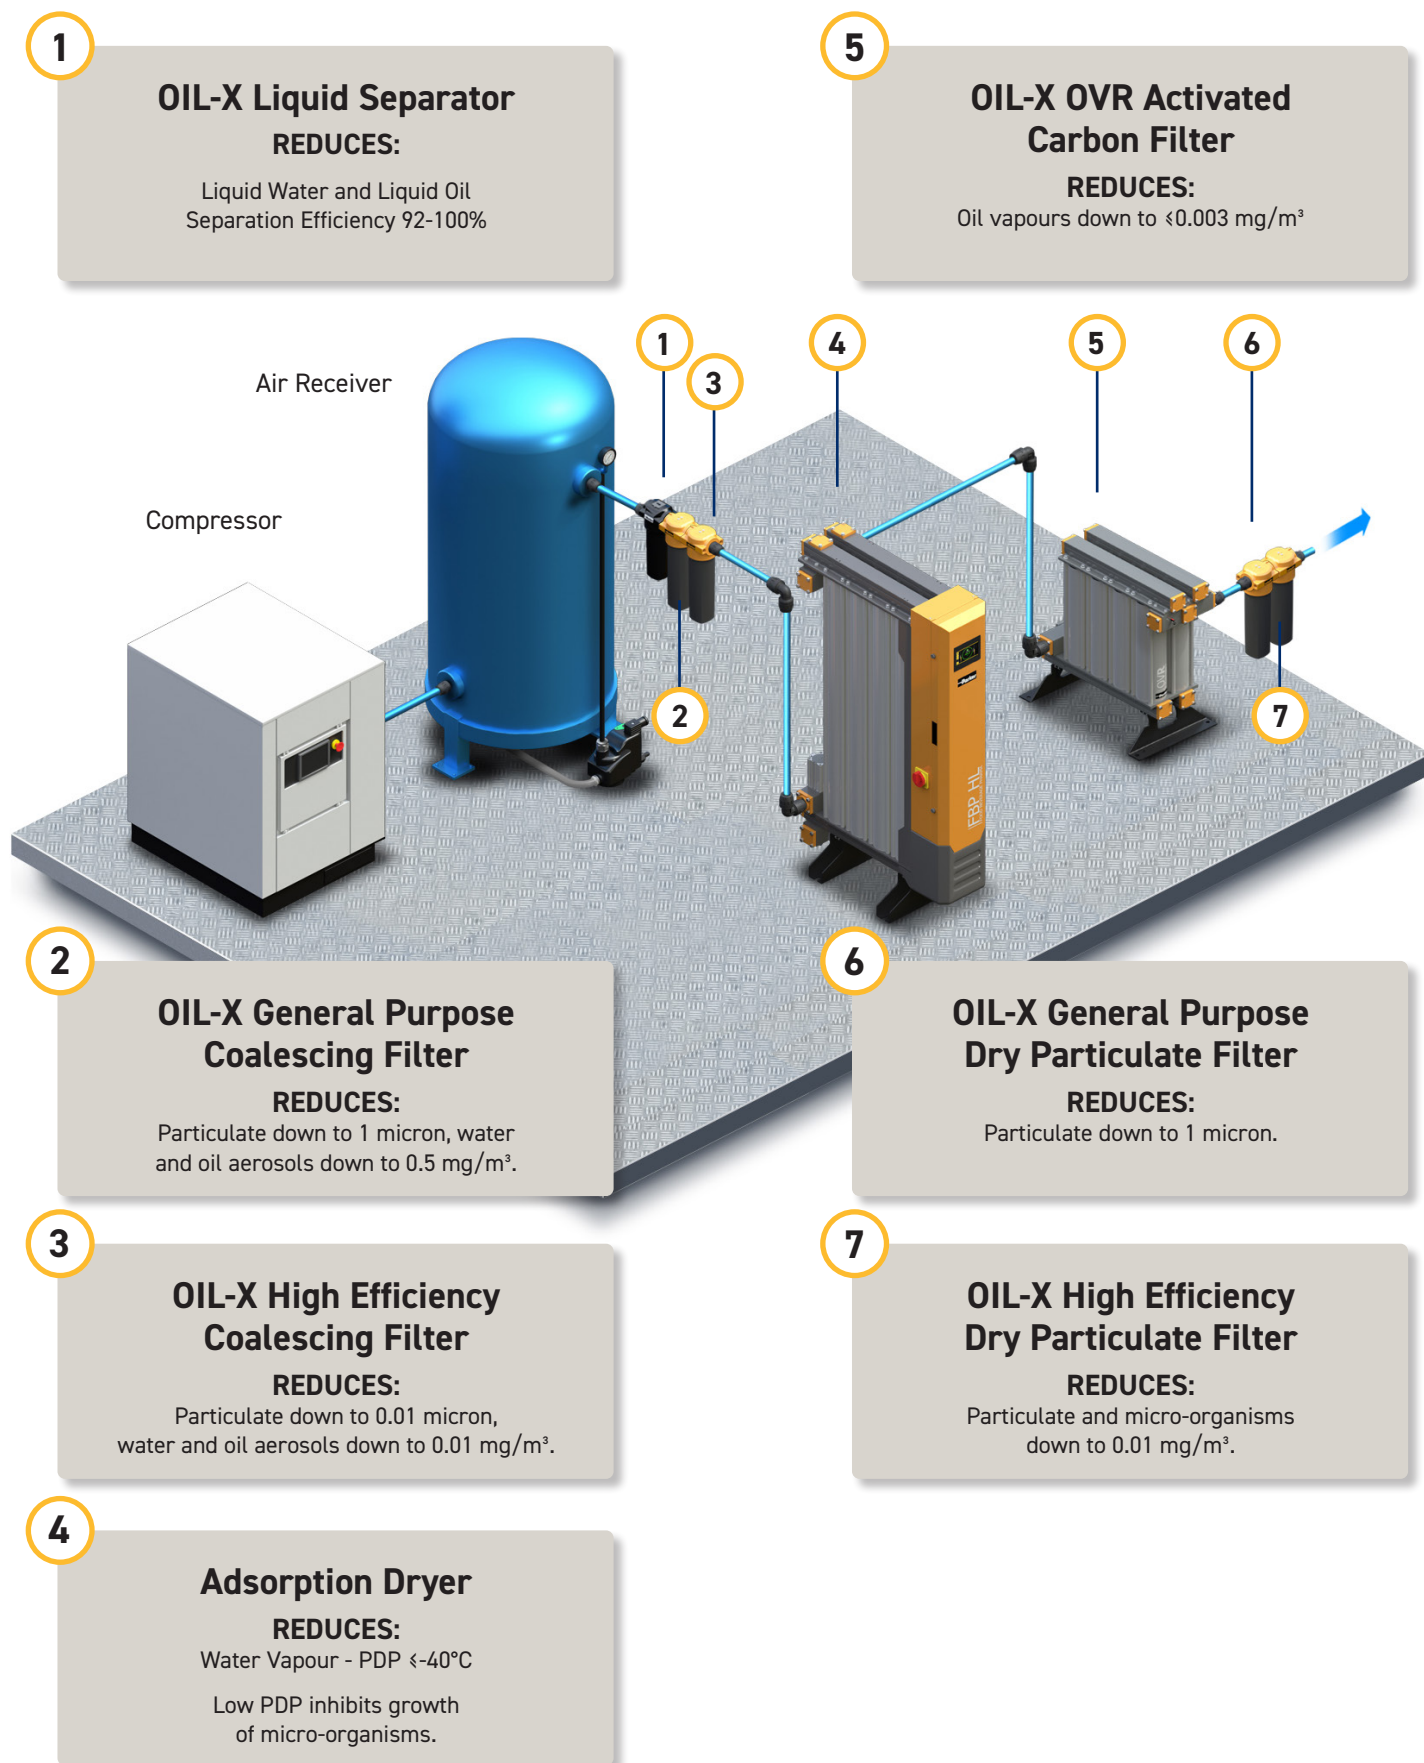 1
OIL-X Liquid Separator
REDUCES:
Liquid Water and Liquid Oil
Separation Efficiency 92-100%
5
OIL-X OVR Activated
Carbon Filter
REDUCES:
Oil vapours down to ≤0.003 mg/m³
Air Receiver
Compressor
1
3
4
5
6
2
7
Parker
FBP HL
OVR
2
OIL-X General Purpose
Coalescing Filter
REDUCES:
Particulate down to 1 micron, water
and oil aerosols down to 0.5 mg/m³.
6
OIL-X General Purpose
Dry Particulate Filter
REDUCES:
Particulate down to 1 micron.
3
OIL-X High Efficiency
Coalescing Filter
REDUCES:
Particulate down to 0.01 micron,
water and oil aerosols down to 0.01 mg/m³.
7
OIL-X High Efficiency
Dry Particulate Filter
REDUCES:
Particulate and micro-organisms
down to 0.01 mg/m³.
4
Adsorption Dryer
REDUCES:
Water Vapour - PDP ≤-40°C
Low PDP inhibits growth
of micro-organisms.